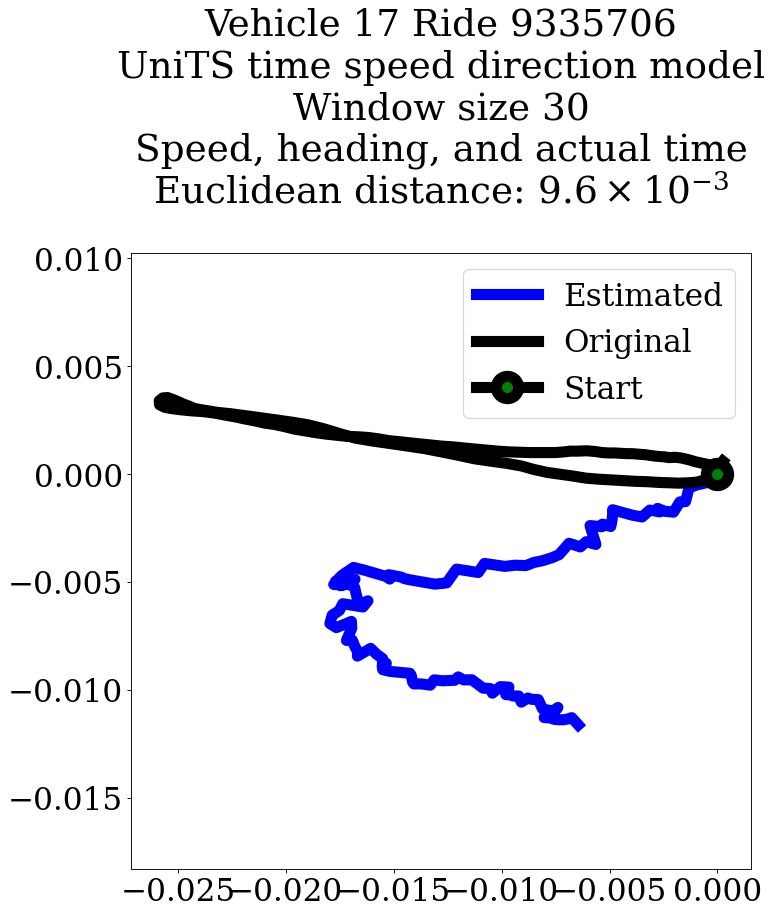 Vehicle 17 Ride 9335706
UniTS time speed direction model
Window size 30
Speed, heading, and actual time
Euclidean distance: 9.6 × 10⁻³
Estimated
Original
Start
0.010
0.005
0.000
−0.005
−0.010
−0.015
−0.025 −0.020 −0.015 −0.010 −0.005 0.000